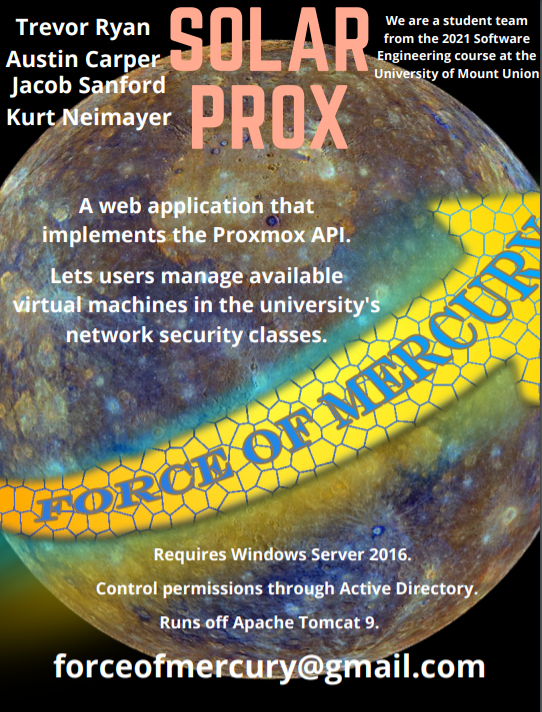 Trevor Ryan
Austin Carper
Jacob Sanford
Kurt Neimayer
SOLAR
PROX
We are a student team
from the 2021 Software
Engineering course at the
University of Mount Union
A web application that
implements the Proxmox API.
Lets users manage available
virtual machines in the university's
network security classes.
FORCE OF MERCURY
Requires Windows Server 2016.
Control permissions through Active Directory.
Runs off Apache Tomcat 9.
forceofmercury@gmail.com